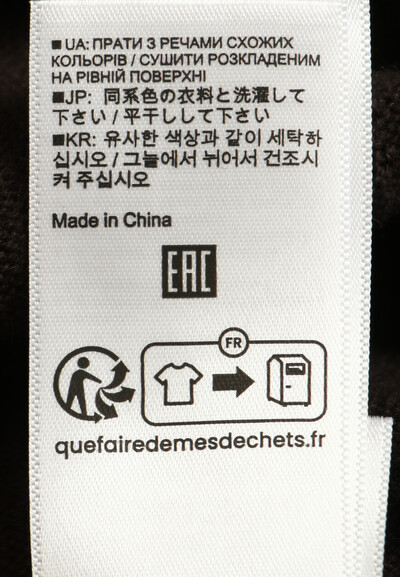 ■ UA: ПРАТИ З РЕЧАМИ СХОЖИХ
КОЛЬОРІВ / СУШИТИ РОЗКЛАДЕНИМ
НА РІВНІЙ ПОВЕРХНІ
■JP: 同系色の衣料と洗濯して
下さい / 平干しして下さい
■KR: 유사한 색상과 같이 세탁하
십시오 / 그늘에서 뉘어서 건조시
켜 주십시오
Made in China
EAC
FR
quefairedemesdechets.fr